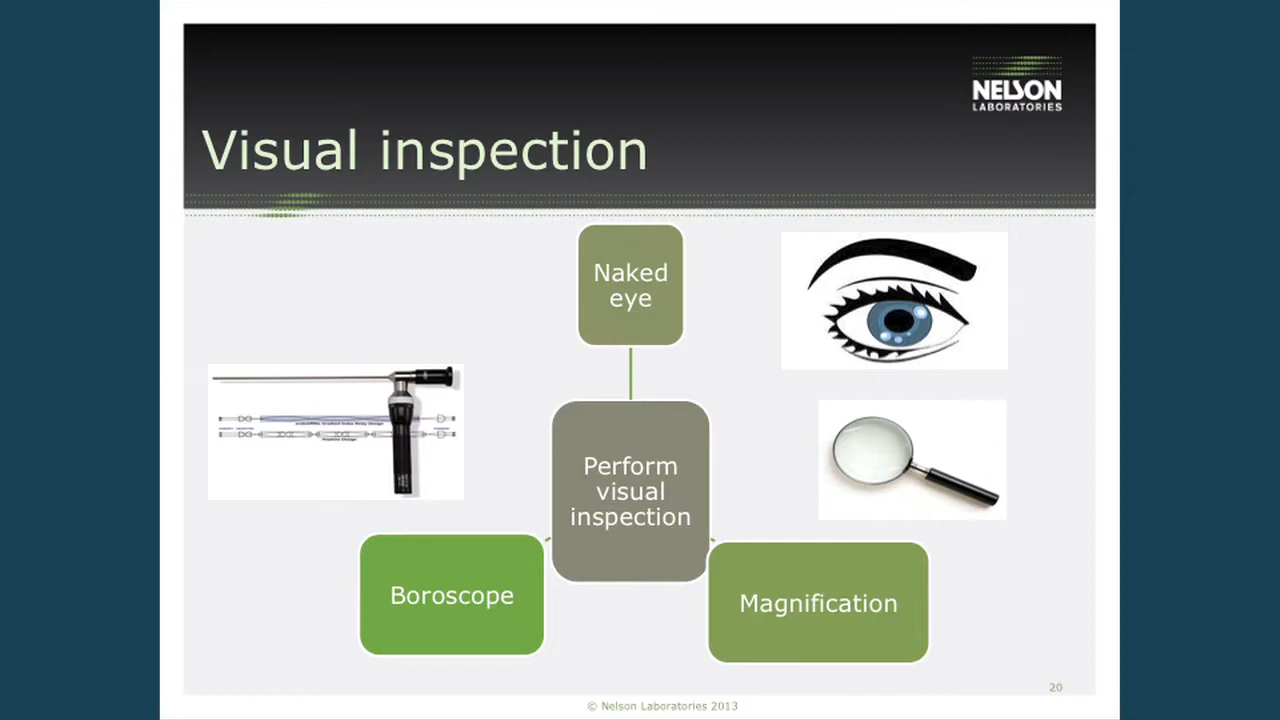 NELSON
LABORATORIES
Visual inspection
Naked
eye
Perform
visual
inspection
Boroscope
Magnification
20
© Nelson Laboratories 2013